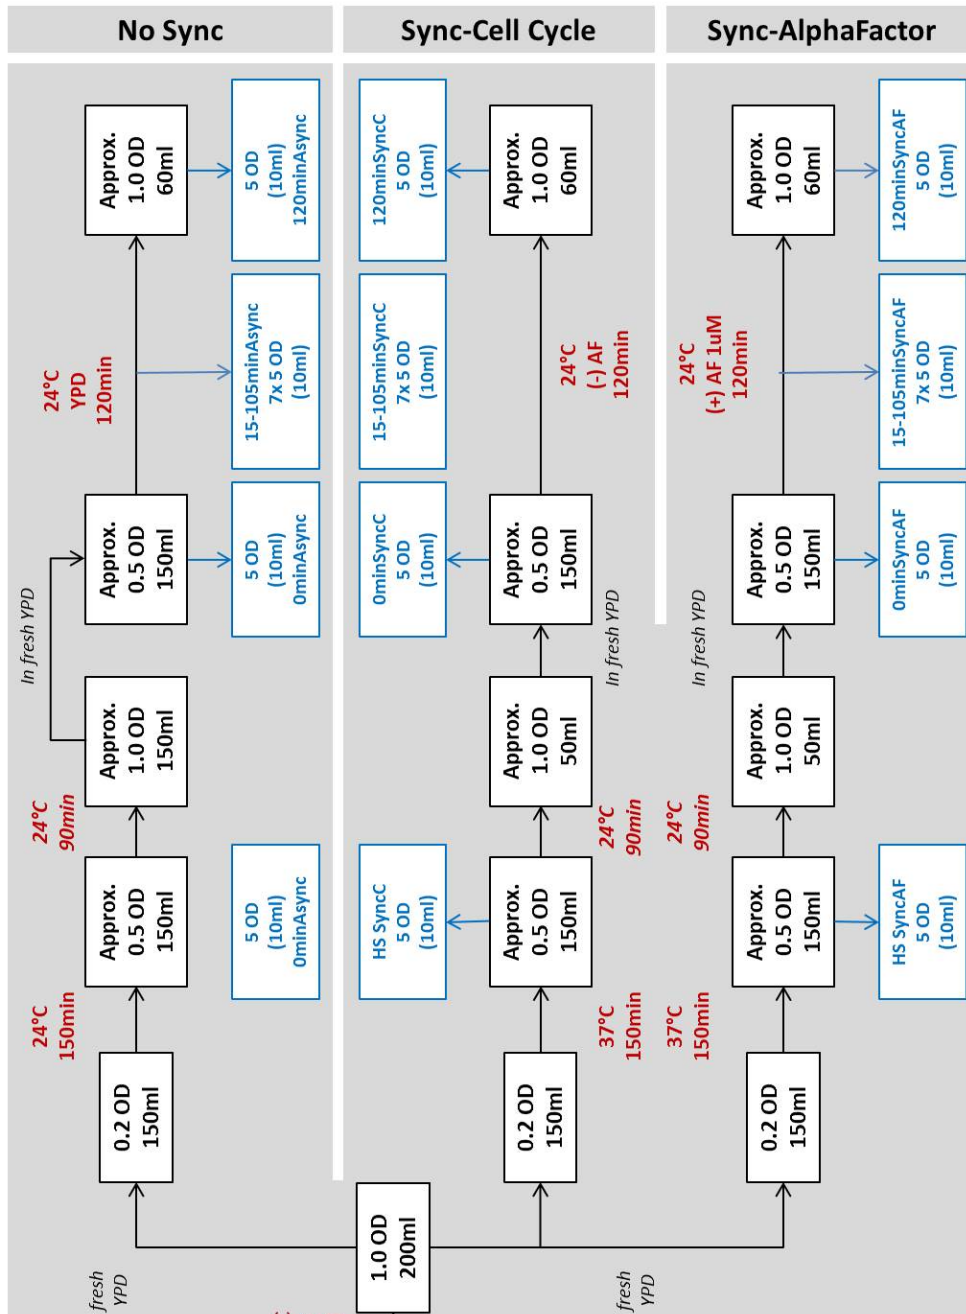 No Sync
Sync-Cell Cycle
Sync-AlphaFactor
fresh
YPD
0.2 OD
150ml
24°C
150min
Approx.
0.5 OD
150ml
5 OD
(10ml)
0minAsync
24°C
90min
Approx.
1.0 OD
150ml
In fresh YPD
Approx.
0.5 OD
150ml
5 OD
(10ml)
0minAsync
24°C
YPD
120min
15-105minAsync
7x 5 OD
(10ml)
Approx.
1.0 OD
60ml
5 OD
(10ml)
120minAsync
1.0 OD
200ml
0.2 OD
150ml
37°C
150min
HS SyncC
5 OD
(10ml)
Approx.
0.5 OD
150ml
24°C
90min
Approx.
1.0 OD
50ml
In fresh YPD
0minSyncC
5 OD
(10ml)
Approx.
0.5 OD
150ml
15-105minSyncC
7x 5 OD
(10ml)
24°C
(-) AF
120min
120minSyncC
5 OD
(10ml)
Approx.
1.0 OD
60ml
fresh
YPD
0.2 OD
150ml
37°C
150min
Approx.
0.5 OD
150ml
HS SyncAF
5 OD
(10ml)
24°C
90min
Approx.
1.0 OD
50ml
In fresh YPD
Approx.
0.5 OD
150ml
0minSyncAF
5 OD
(10ml)
24°C
(+) AF 1uM
120min
15-105minSyncAF
7x 5 OD
(10ml)
Approx.
1.0 OD
60ml
120minSyncAF
5 OD
(10ml)